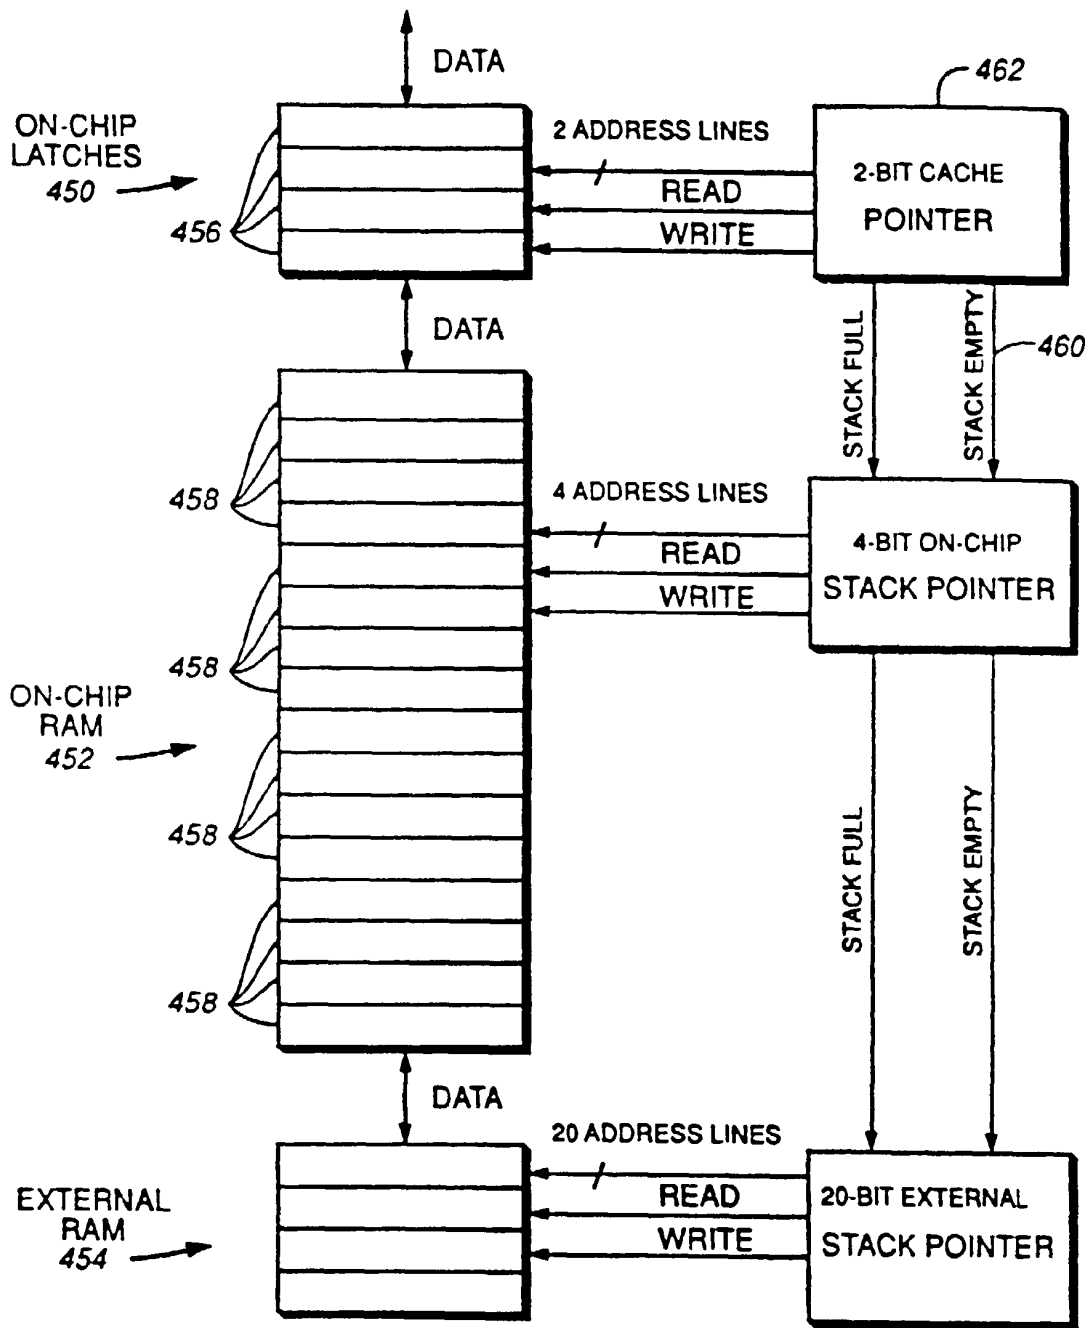 DATA
462
ON-CHIP
LATCHES
450
456
2 ADDRESS LINES
READ
WRITE
2-BIT CACHE
POINTER
DATA
STACK FULL
STACK EMPTY
460
458
4 ADDRESS LINES
READ
WRITE
4-BIT ON-CHIP
STACK POINTER
458
ON-CHIP
RAM
452
458
STACK FULL
STACK EMPTY
458
DATA
EXTERNAL
RAM
454
20 ADDRESS LINES
READ
WRITE
20-BIT EXTERNAL
STACK POINTER